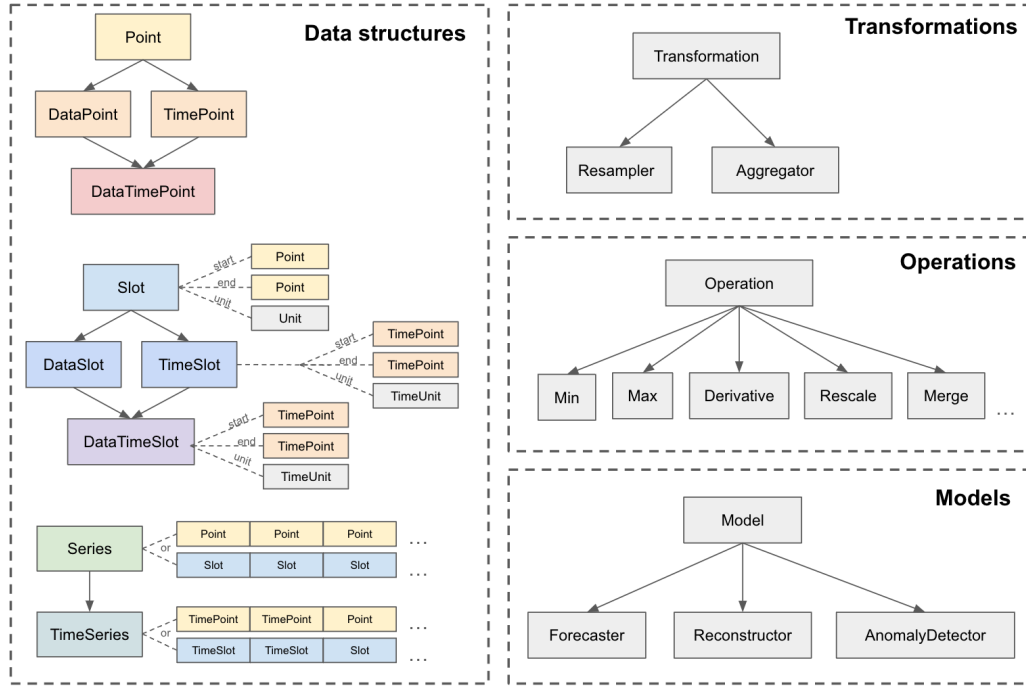 Data structures
Point
DataPoint
TimePoint
DataTimePoint
Slot
start
Point
end
Point
unit
Unit
DataSlot
TimeSlot
start
TimePoint
end
TimePoint
unit
TimeUnit
DataTimeSlot
start
TimePoint
end
TimePoint
unit
TimeUnit
Series
or
Point Point Point ...
Slot Slot Slot ...
TimeSeries
or
TimePoint TimePoint Point ...
TimeSlot TimeSlot Slot ...
Transformations
Transformation
Resampler
Aggregator
Operations
Operation
Min
Max
Derivative
Rescale
Merge
...
Models
Model
Forecaster
Reconstructor
AnomalyDetector